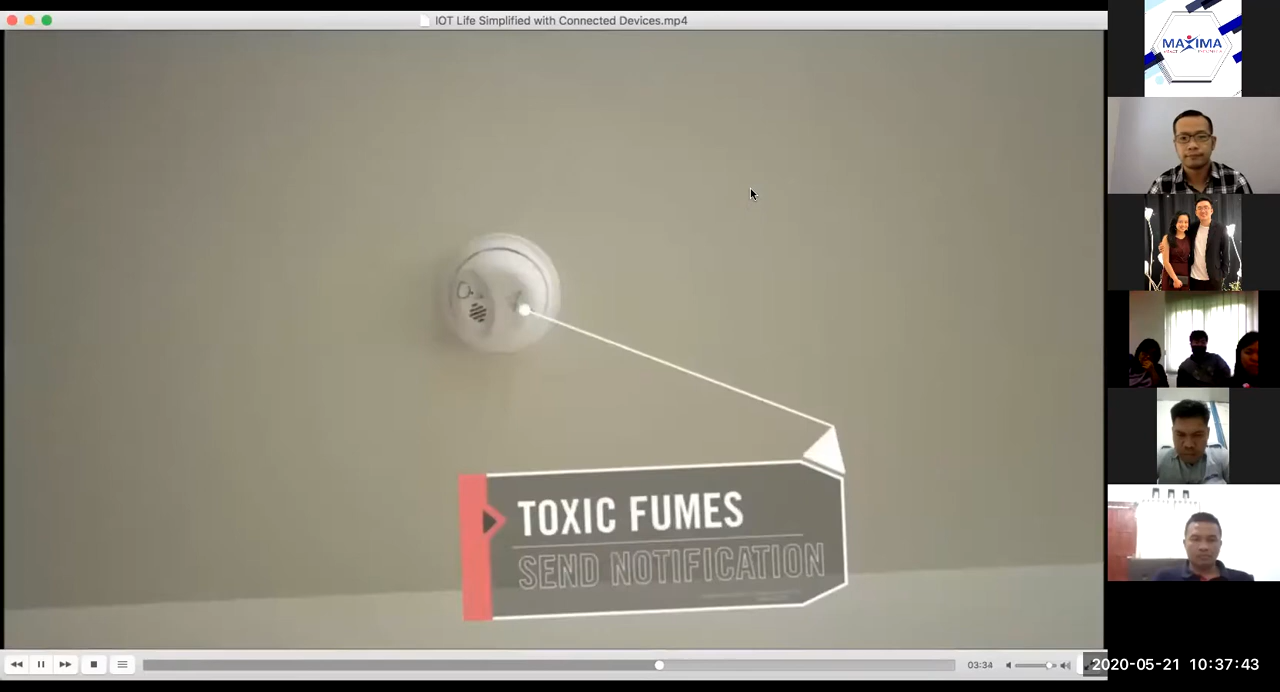 IOT Life Simplified with Connected Devices.mp4
MAXIMA
TOXIC FUMES
SEND NOTIFICATION
03:34
2020-05-21 10:37:43